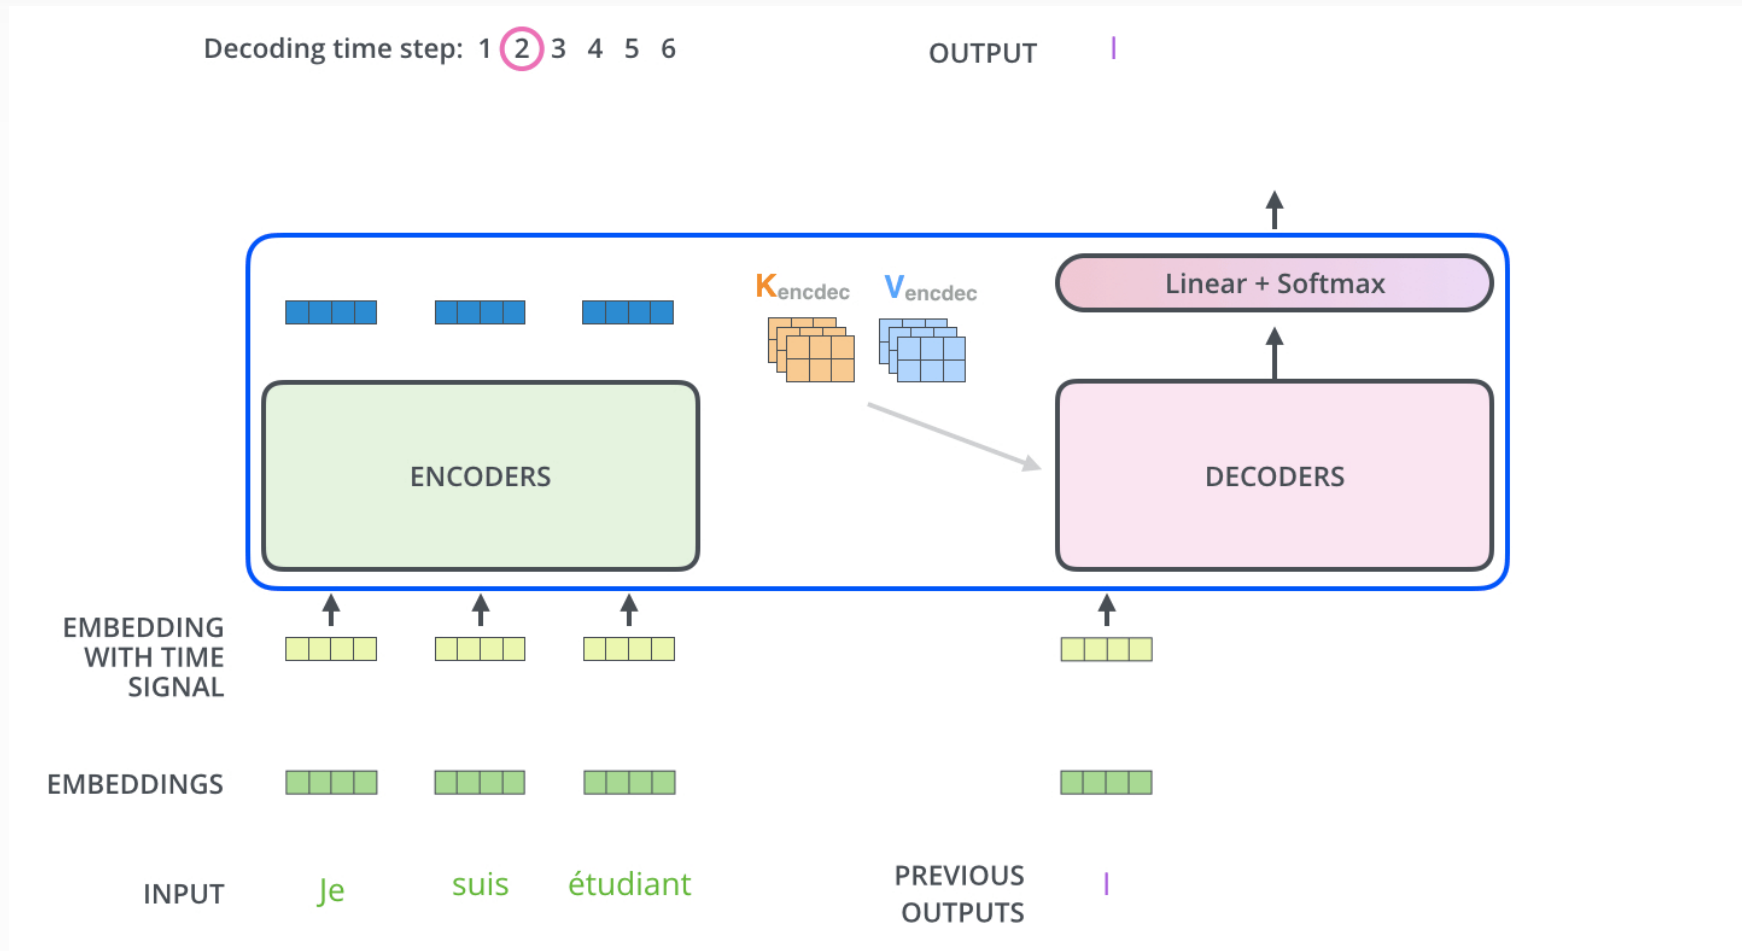 Decoding time step: 1 2 3 4 5 6
OUTPUT I
Kencdec Vencdec
Linear + Softmax
ENCODERS
DECODERS
EMBEDDING
WITH TIME
SIGNAL
EMBEDDINGS
INPUT Je suis étudiant
PREVIOUS
OUTPUTS
I